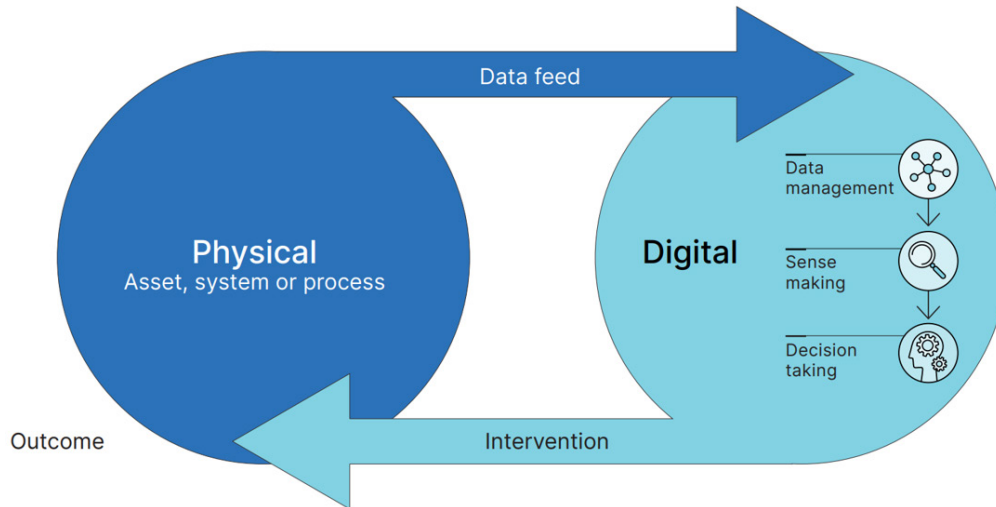 Data feed
Physical
Asset, system or process
Digital
Data
management
Sense
making
Decision
taking
Outcome
Intervention